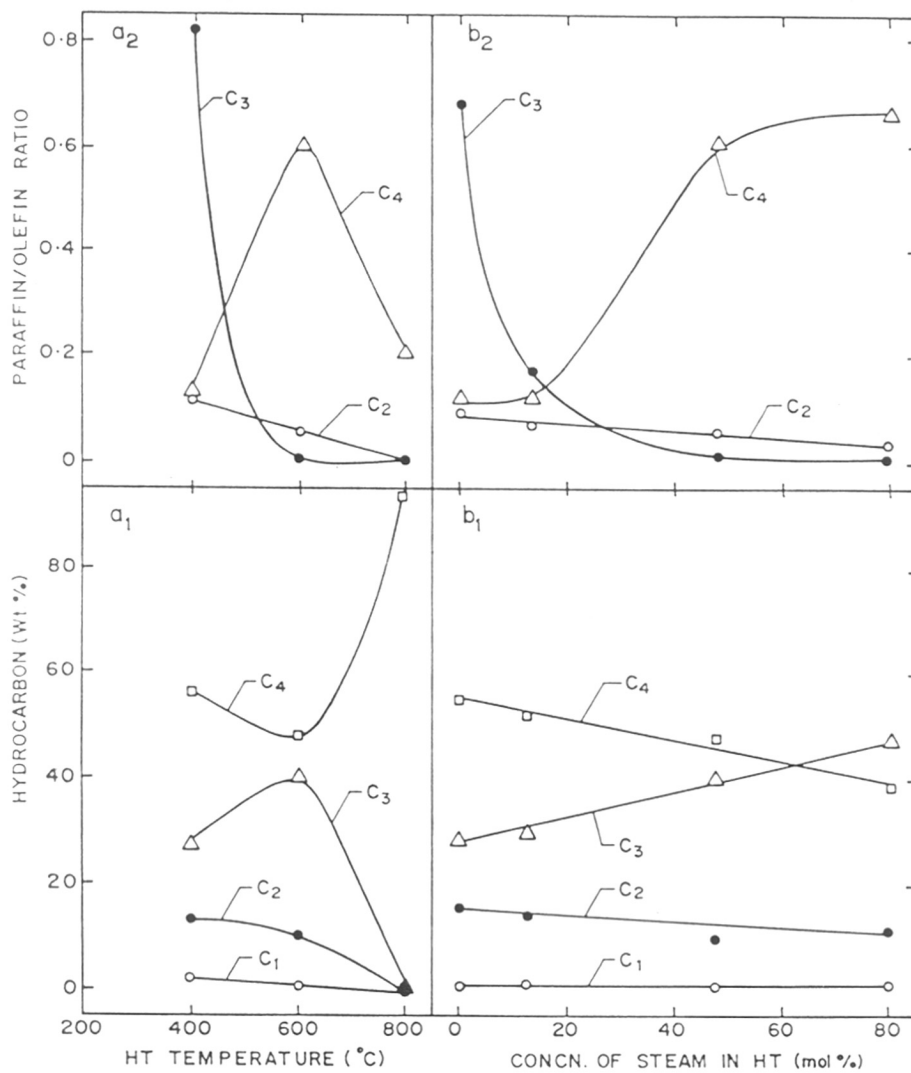 a2
b2
PARAFFIN/OLEFIN RATIO
0.8
0.6
0.4
0.2
0
C3
C4
C2
C3
C4
C2
a1
b1
HYDROCARBON (Wt %)
80
60
40
20
0
C4
C3
C2
C1
C4
C3
C2
C1
200 400 600 800
0 20 40 60 80
HT TEMPERATURE (°C)
CONCN. OF STEAM IN HT (mol %)